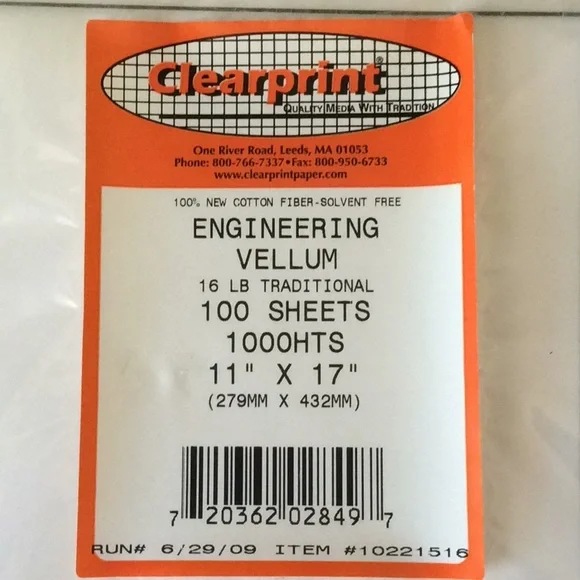 Clearprint®
QUALITY MEDIA WITH TRADITION
One River Road, Leeds, MA 01053
Phone: 800-766-7337•Fax: 800-950-6733
www.clearprintpaper.com
100% NEW COTTON FIBER-SOLVENT FREE
ENGINEERING
VELLUM
16 LB TRADITIONAL
100 SHEETS
1000HTS
11" X 17"
(279MM X 432MM)
7 20362 02849 7
RUN# 6/29/09 ITEM #10221516